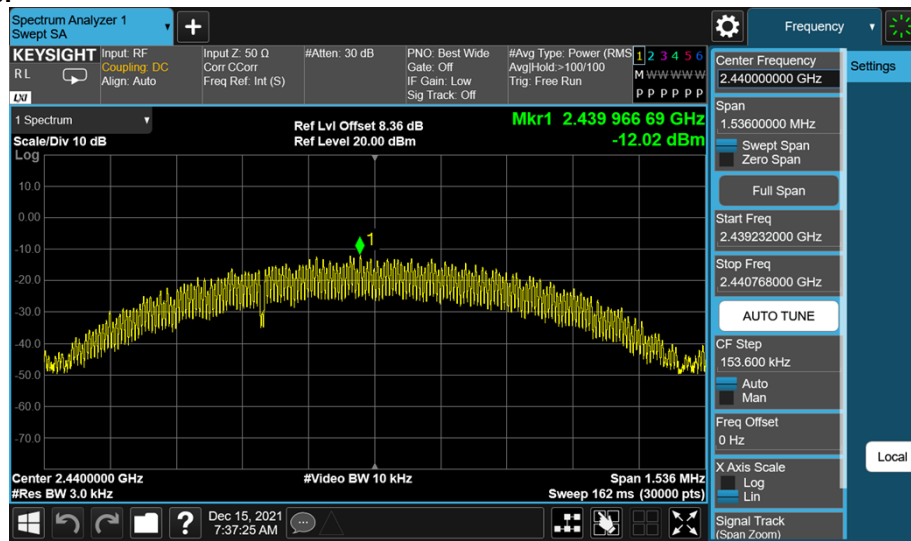 Spectrum Analyzer 1
Swept SA
Frequency
KEYSIGHT
R L
LXI
Input: RF
Coupling: DC
Align: Auto
Input Z: 50 Ω
Corr CCorr
Freq Ref: Int (S)
#Atten: 30 dB
PNO: Best Wide
Gate: Off
IF Gain: Low
Sig Track: Off
#Avg Type: Power (RMS
Avg|Hold:>100/100
Trig: Free Run
1 2 3 4 5 6
M W W W W W
P P P P P P
1 Spectrum
Scale/Div 10 dB
Log
Ref Lvl Offset 8.36 dB
Ref Level 20.00 dBm
Mkr1 2.439 966 69 GHz
-12.02 dBm
10.0
0.00
-10.0
-20.0
-30.0
-40.0
-50.0
-60.0
-70.0
1
Center 2.4400000 GHz
#Res BW 3.0 kHz
#Video BW 10 kHz
Span 1.536 MHz
Sweep 162 ms (30000 pts)
Dec 15, 2021
7:37:25 AM
Center Frequency
2.440000000 GHz
Span
1.53600000 MHz
Swept Span
Zero Span
Full Span
Start Freq
2.439232000 GHz
Stop Freq
2.440768000 GHz
AUTO TUNE
CF Step
153.600 kHz
Auto
Man
Freq Offset
0 Hz
X Axis Scale
Log
Lin
Signal Track
(Span Zoom)
Settings
Local